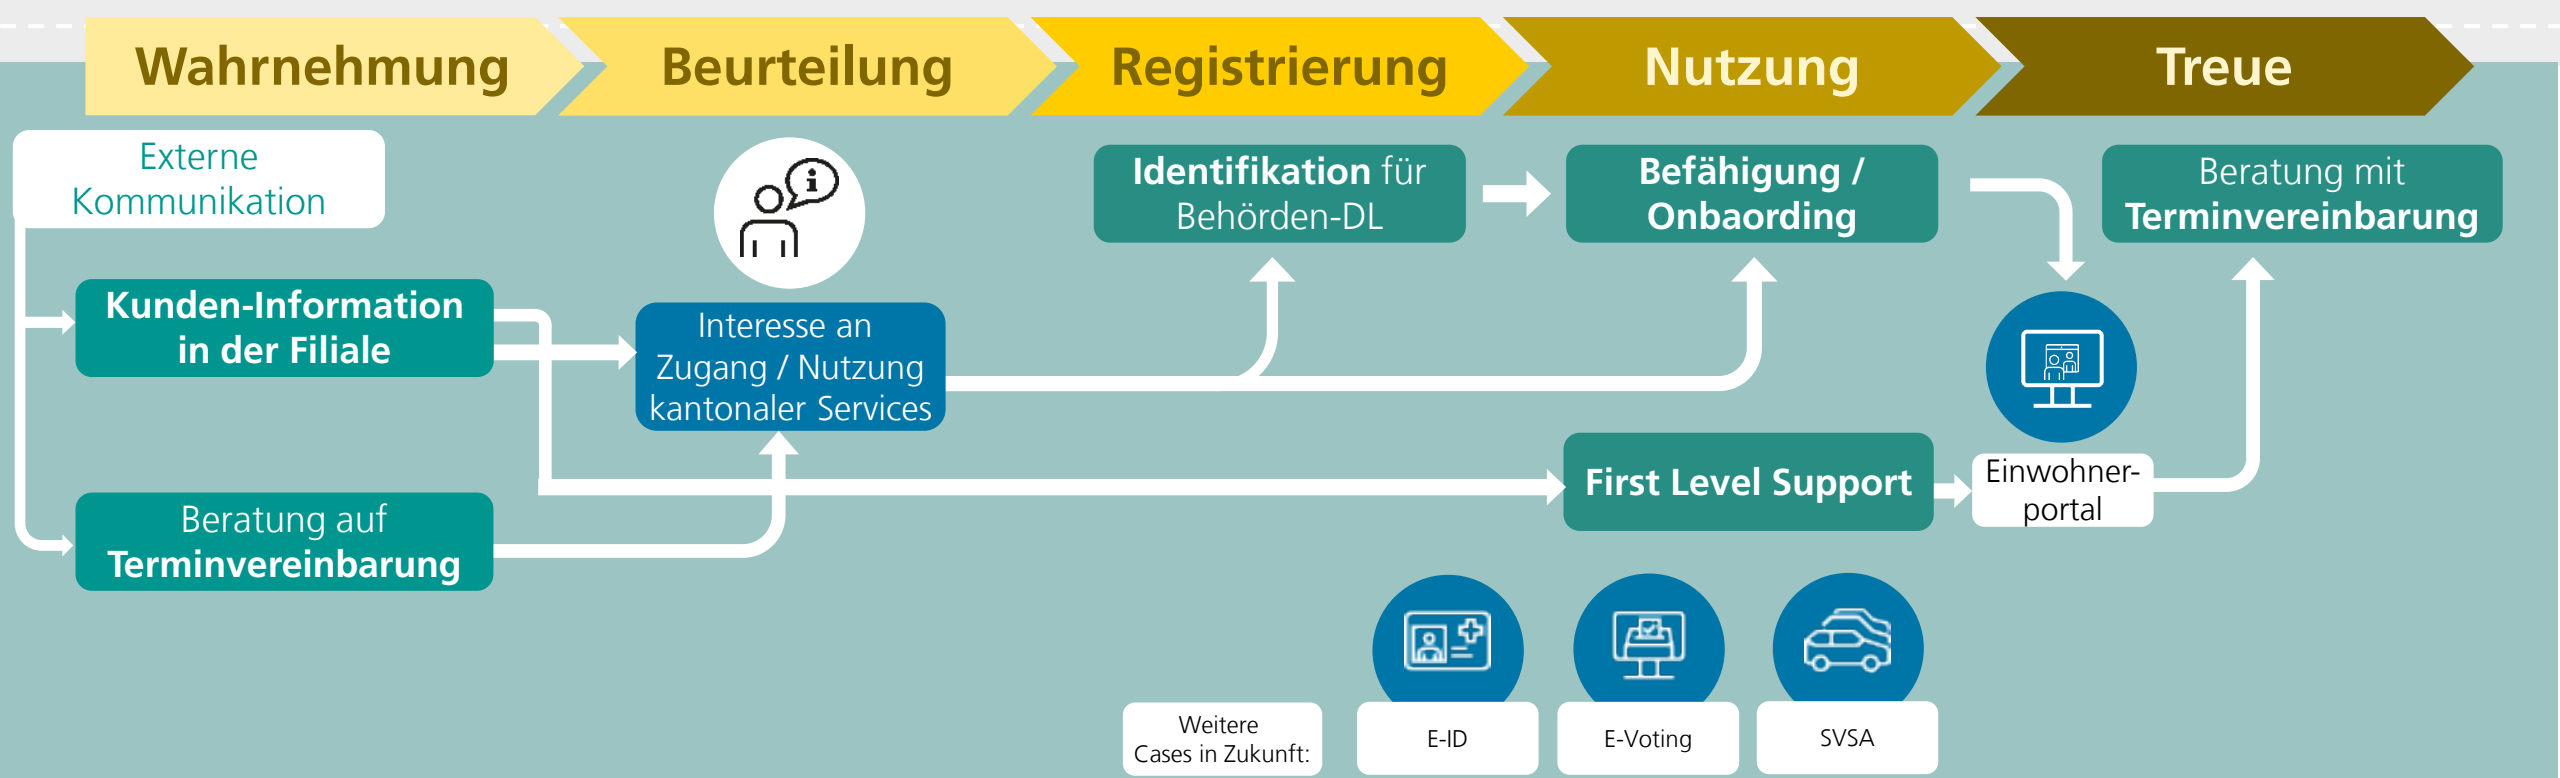 Wahrnehmung
Beurteilung
Registrierung
Nutzung
Treue
Externe
Kommunikation
Kunden-Information
in der Filiale
Beratung auf
Terminvereinbarung
i
Interesse an
Zugang / Nutzung
kantonaler Services
Identifikation für
Behörden-DL
Befähigung /
Onbaording
First Level Support
Einwohner-
portal
Beratung mit
Terminvereinbarung
Weitere
Cases in Zukunft:
E-ID
E-Voting
SVSA